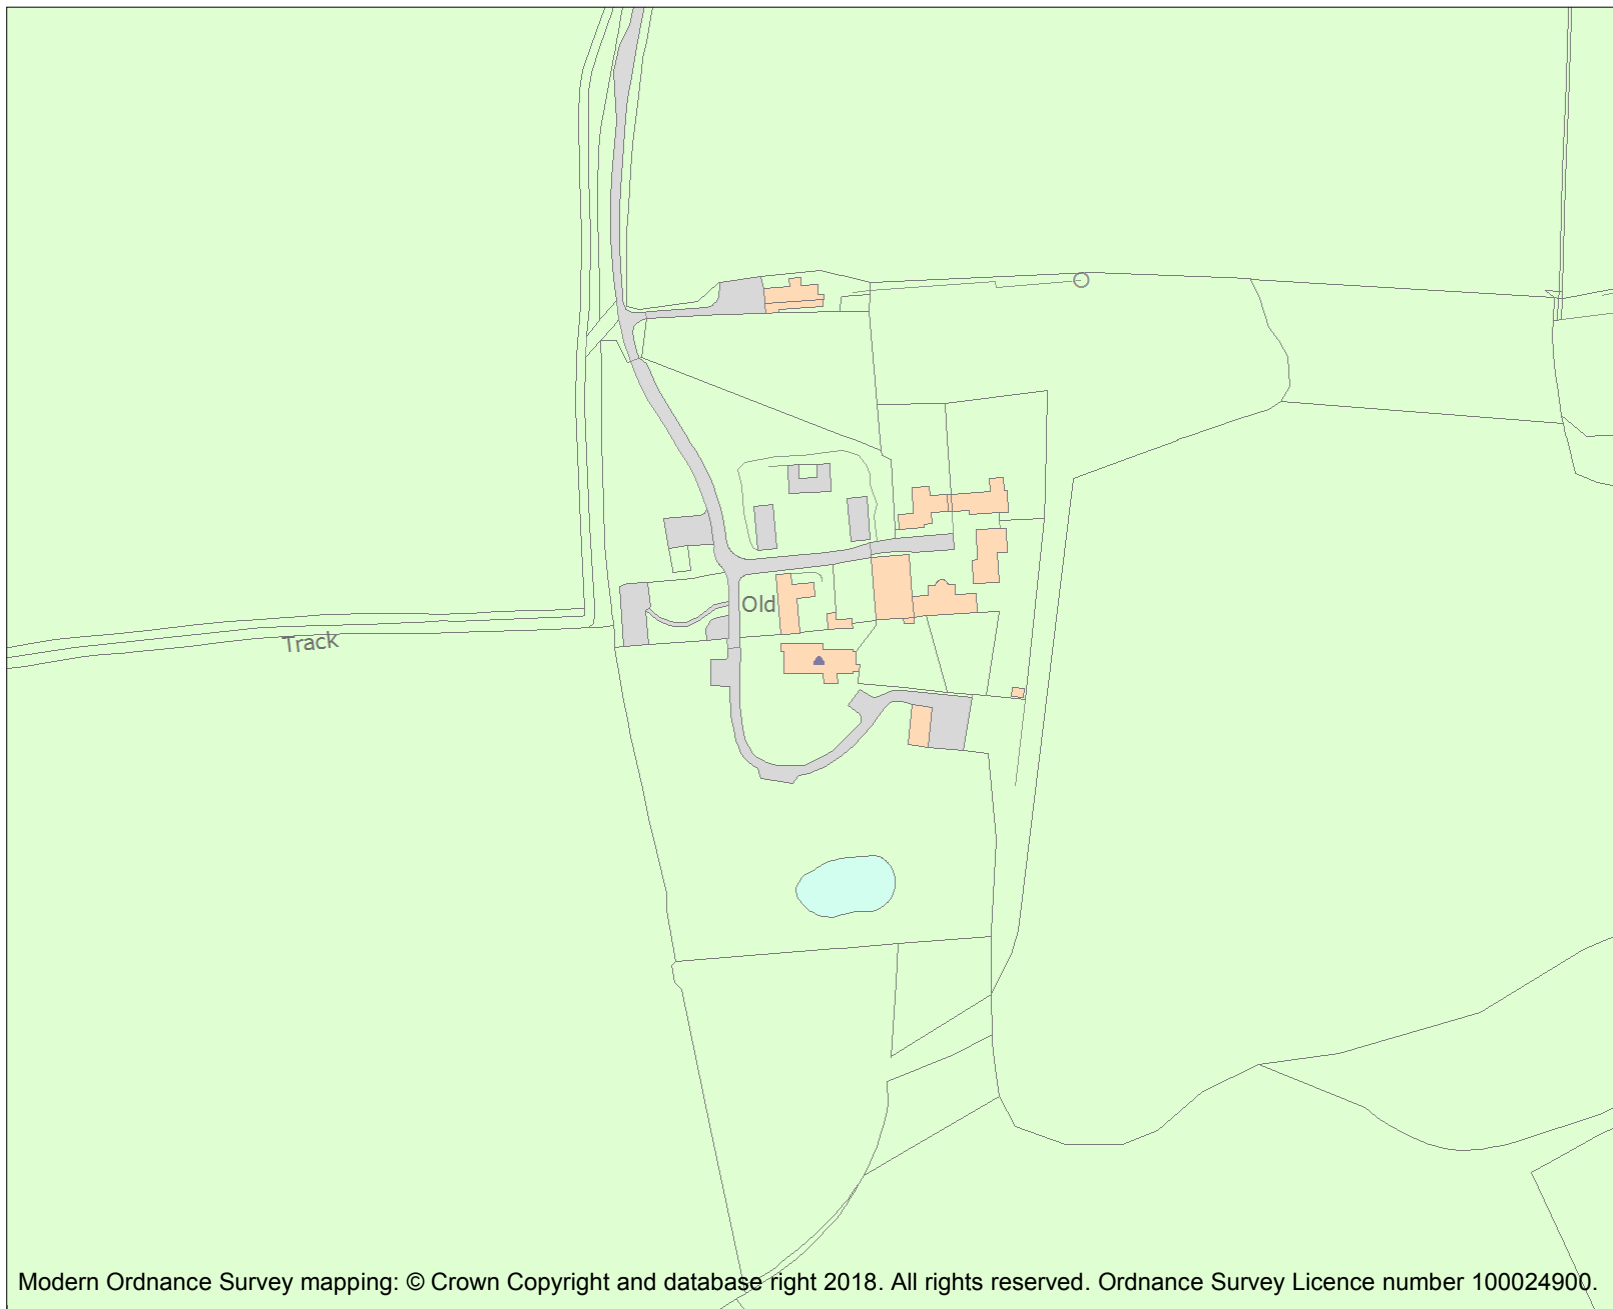 Old
Track
Modern Ordnance Survey mapping: © Crown Copyright and database right 2018. All rights reserved. Ordnance Survey Licence number 100024900.